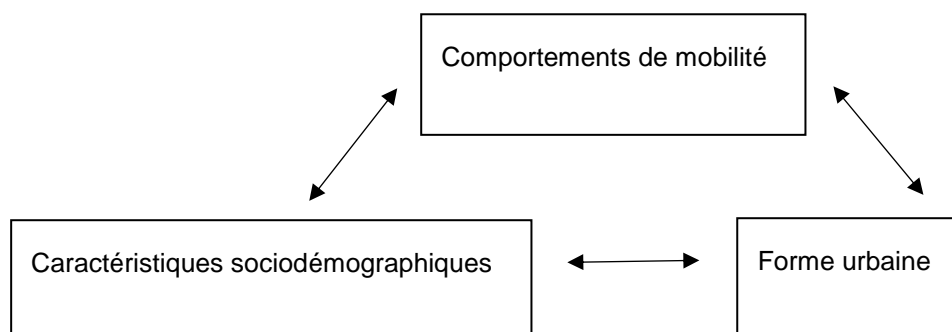 Comportements de mobilité
Caractéristiques sociodémographiques
Forme urbaine